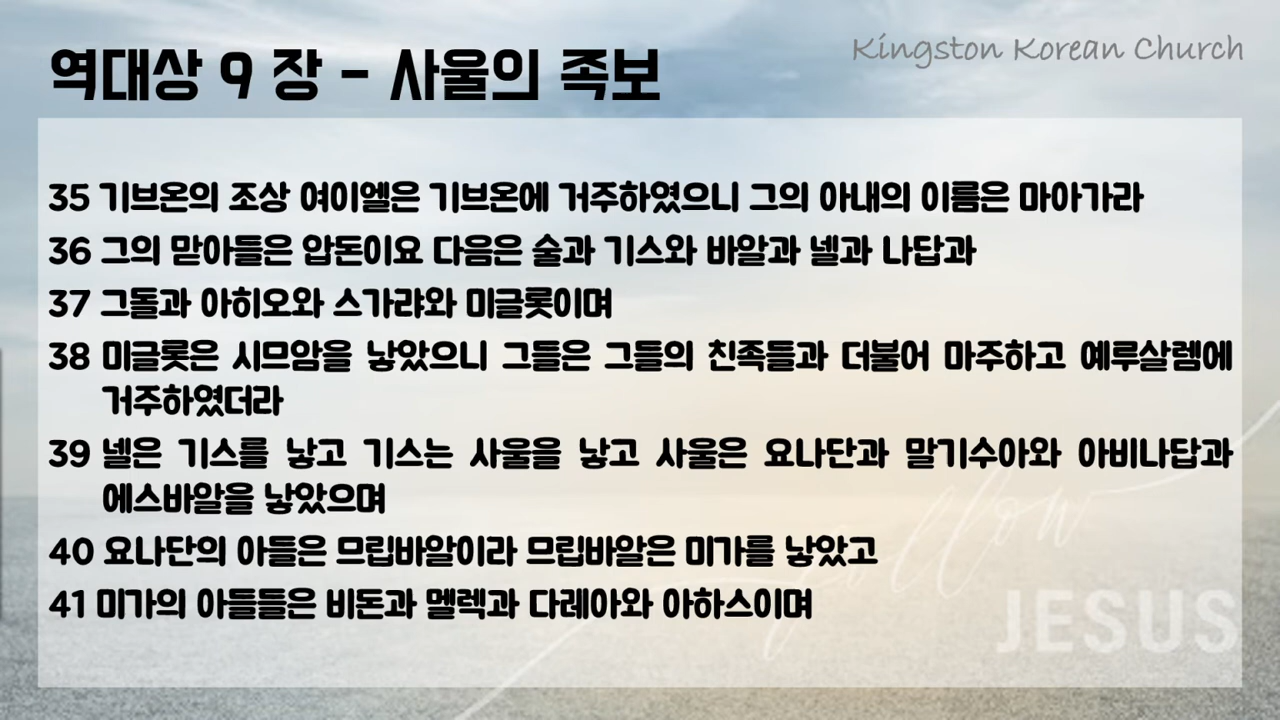 역대상 9 장 - 사울의 족보
Kingston Korean Church
35 기브온의 조상 여이엘은 기브온에 거주하였으니 그의 아내의 이름은 마아가라
36 그의 맏아들은 압돈이요 다음은 술과 기스와 바알과 넬과 나답과
37 그돌과 아히오와 스가랴와 미글롯이며
38 미글롯은 시므암을 낳았으니 그들은 그들의 친족들과 더불어 마주하고 예루살렘에
거주하였더라
39 넬은 기스를 낳고 기스는 사울을 낳고 사울은 요나단과 말기수아와 아비나답과
에스바알을 낳았으며
40 요나단의 아들은 므립바알이라 므립바알은 미가를 낳았고
41 미가의 아들들은 비돈과 멜렉과 다레아와 아하스이며
follow
JESUS